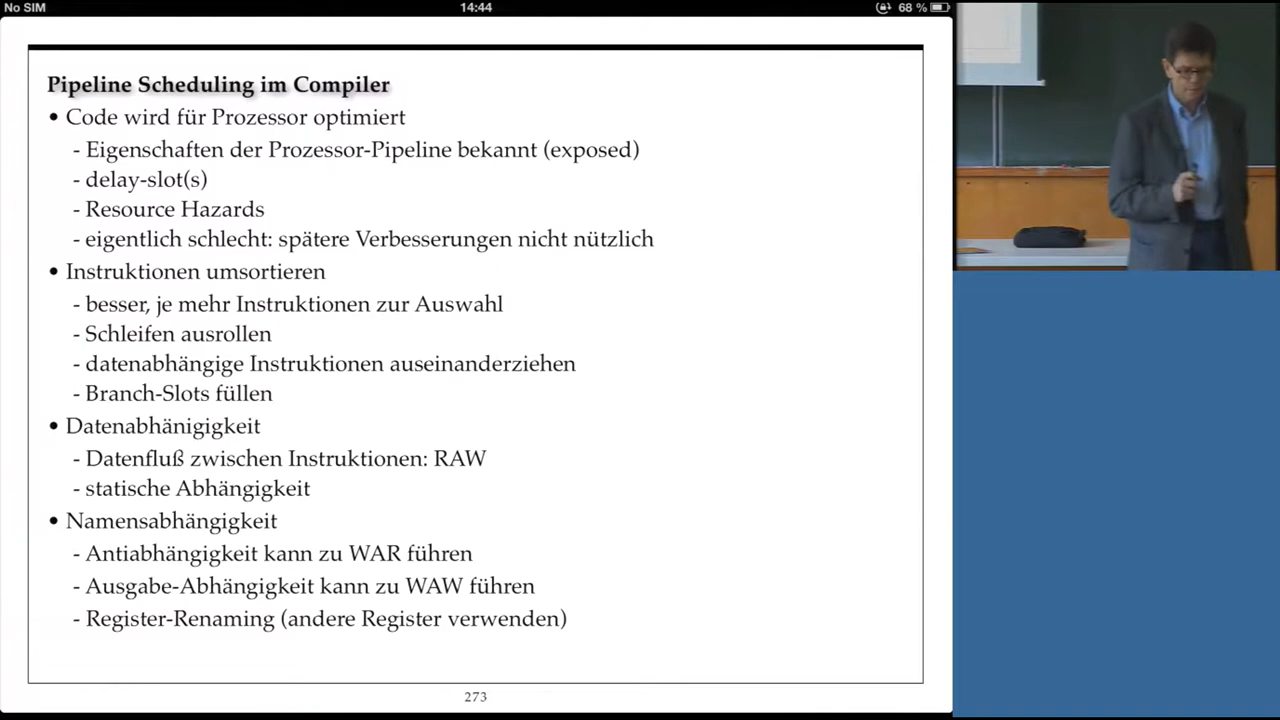 No SIM
14:44
68 %
Pipeline Scheduling im Compiler
• Code wird für Prozessor optimiert
- Eigenschaften der Prozessor-Pipeline bekannt (exposed)
- delay-slot(s)
- Resource Hazards
- eigentlich schlecht: spätere Verbesserungen nicht nützlich
• Instruktionen umsortieren
- besser, je mehr Instruktionen zur Auswahl
- Schleifen ausrollen
- datenabhängige Instruktionen auseinanderziehen
- Branch-Slots füllen
• Datenabhänigigkeit
- Datenfluß zwischen Instruktionen: RAW
- statische Abhängigkeit
• Namensabhängigkeit
- Antiabhängigkeit kann zu WAR führen
- Ausgabe-Abhängigkeit kann zu WAW führen
- Register-Renaming (andere Register verwenden)
273